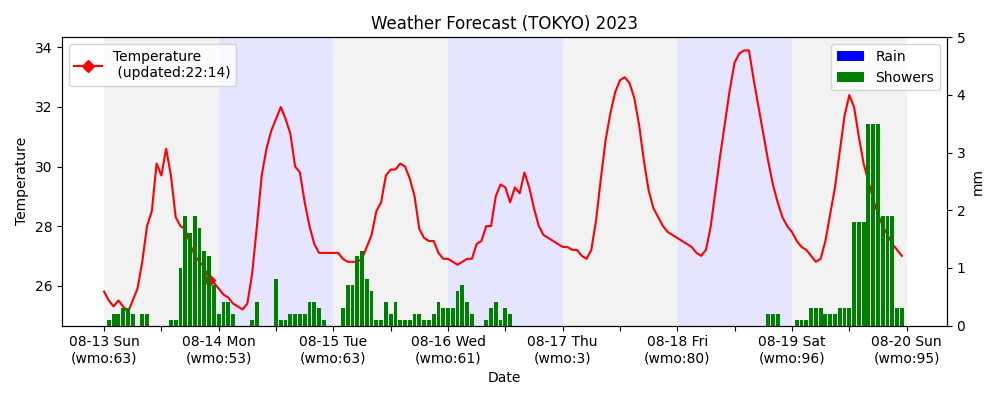 Weather Forecast (TOKYO) 2023
Temperature
(updated:22:14)
Rain
Showers
34
32
30
28
26
Temperature
5
4
3
2
1
0
mm
08-13 Sun
(wmo:63)
08-14 Mon
(wmo:53)
08-15 Tue
(wmo:63)
08-16 Wed
(wmo:61)
08-17 Thu
(wmo:3)
08-18 Fri
(wmo:80)
08-19 Sat
(wmo:96)
08-20 Sun
(wmo:95)
Date